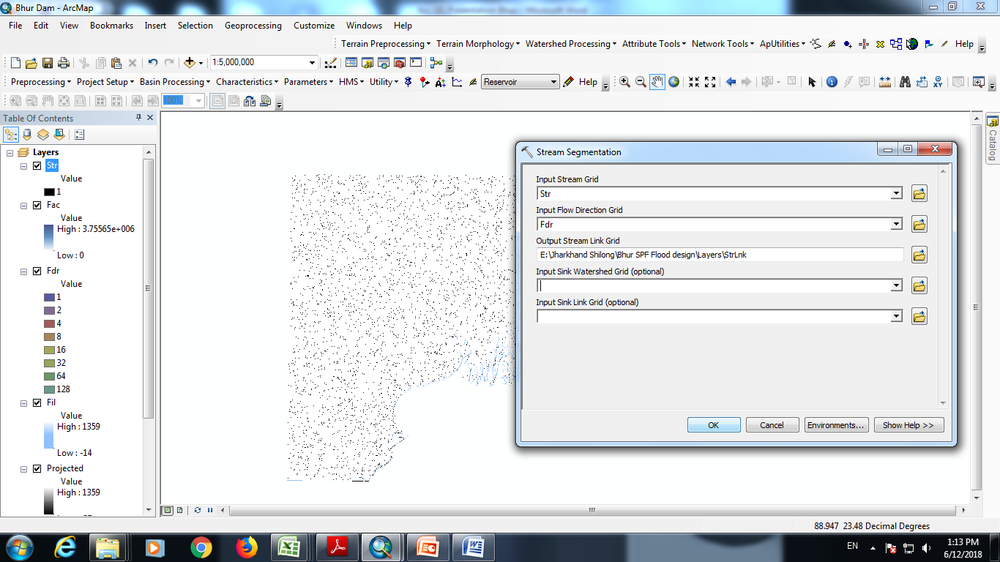 Bhur Dam - ArcMap
File Edit View Bookmarks Insert Selection Geoprocessing Customize Windows Help
Terrain Preprocessing Terrain Morphology Watershed Processing Attribute Tools Network Tools ApUtilities Help
1:5,000,000
Preprocessing Project Setup Basin Processing Characteristics Parameters HMS Utility Reservoir Help
100%
Table Of Contents
Layers
Str
Value
1
Fac
Value
High : 3.75565e+006
Low : 0
Fdr
Value
1
2
4
8
16
32
64
128
Fil
Value
High : 1359
Low : -14
Projected
Value
High : 1359
Catalog
Stream Segmentation
Input Stream Grid
Str
Input Flow Direction Grid
Fdr
Output Stream Link Grid
E:\Jharkhand Shilong\Bhur SPF Flood design\Layers\StrLnk
Input Sink Watershed Grid (optional)
Input Sink Link Grid (optional)
OK Cancel Environments... Show Help >>
88.947 23.48 Decimal Degrees
EN
1:13 PM
6/12/2018